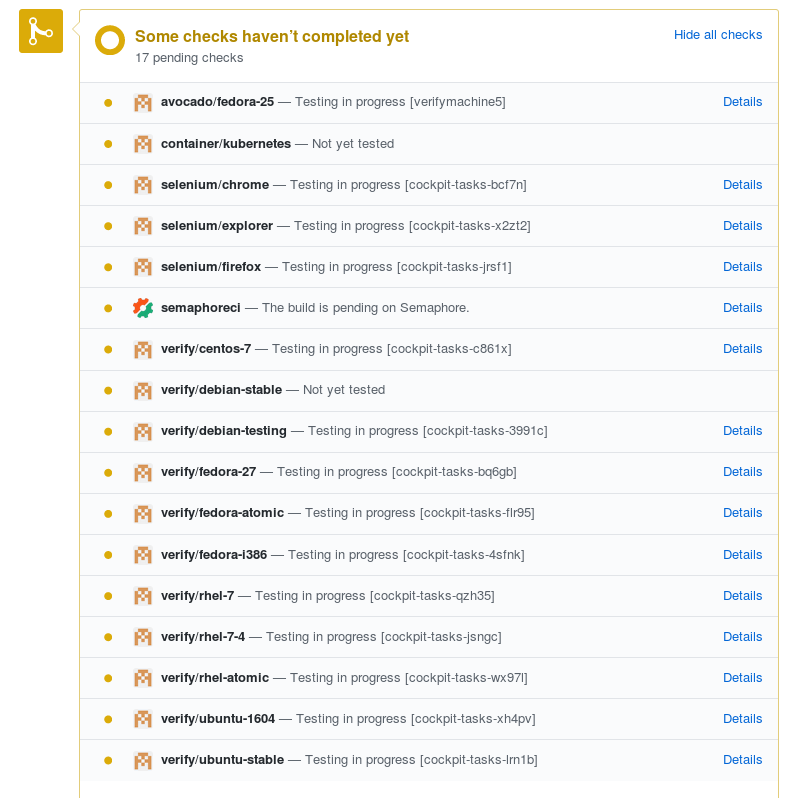 Some checks haven’t completed yet
Hide all checks
17 pending checks
avocado/fedora-25 — Testing in progress [verifymachine5] Details
container/kubernetes — Not yet tested
selenium/chrome — Testing in progress [cockpit-tasks-bcf7n] Details
selenium/explorer — Testing in progress [cockpit-tasks-x2zt2] Details
selenium/firefox — Testing in progress [cockpit-tasks-jrsf1] Details
semaphoreci — The build is pending on Semaphore. Details
verify/centos-7 — Testing in progress [cockpit-tasks-c861x] Details
verify/debian-stable — Not yet tested
verify/debian-testing — Testing in progress [cockpit-tasks-3991c] Details
verify/fedora-27 — Testing in progress [cockpit-tasks-bq6gb] Details
verify/fedora-atomic — Testing in progress [cockpit-tasks-flr95] Details
verify/fedora-i386 — Testing in progress [cockpit-tasks-4sfnk] Details
verify/rhel-7 — Testing in progress [cockpit-tasks-qzh35] Details
verify/rhel-7-4 — Testing in progress [cockpit-tasks-jsngc] Details
verify/rhel-atomic — Testing in progress [cockpit-tasks-wx97l] Details
verify/ubuntu-1604 — Testing in progress [cockpit-tasks-xh4pv] Details
verify/ubuntu-stable — Testing in progress [cockpit-tasks-lrn1b] Details